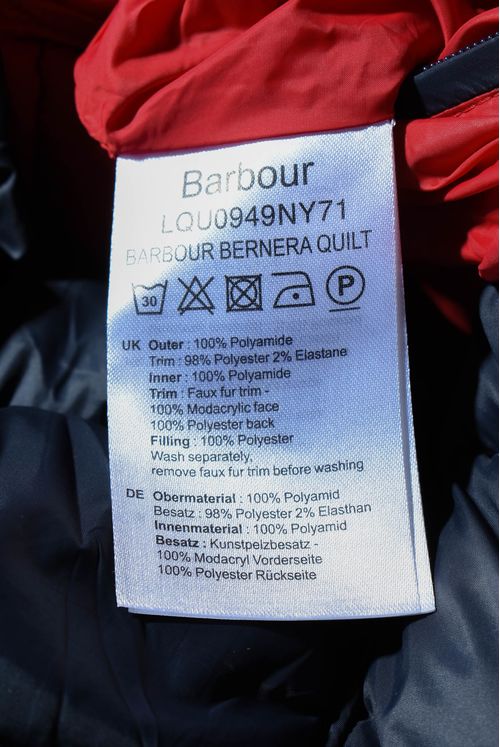 Barbour
LQU0949NY71
BARBOUR BERNERA QUILT
30 P
UK Outer : 100% Polyamide
Trim : 98% Polyester 2% Elastane
Inner : 100% Polyamide
Trim : Faux fur trim -
100% Modacrylic face
100% Polyester back
Filling : 100% Polyester
Wash separately,
remove faux fur trim before washing
DE Obermaterial : 100% Polyamid
Besatz : 98% Polyester 2% Elasthan
Innenmaterial : 100% Polyamid
Besatz : Kunstpeizbesatz -
100% Modacryl Vorderseite
100% Polyester Rückseite